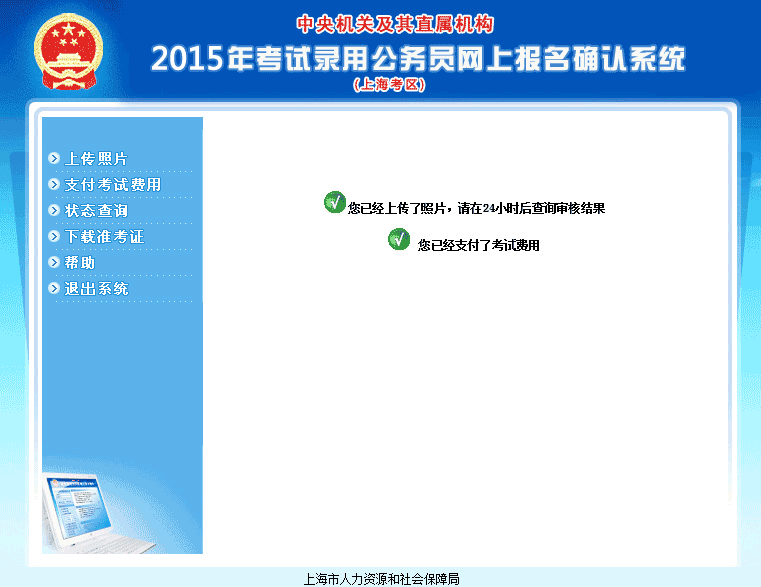 中央机关及其直属机构
2015年考试录用公务员网上报名确认系统
(上海考区)
上传照片
支付考试费用
状态查询
下载准考证
帮助
退出系统
您已经上传了照片，请在24小时后查询审核结果
您已经支付了考试费用
上海市人力资源和社会保障局